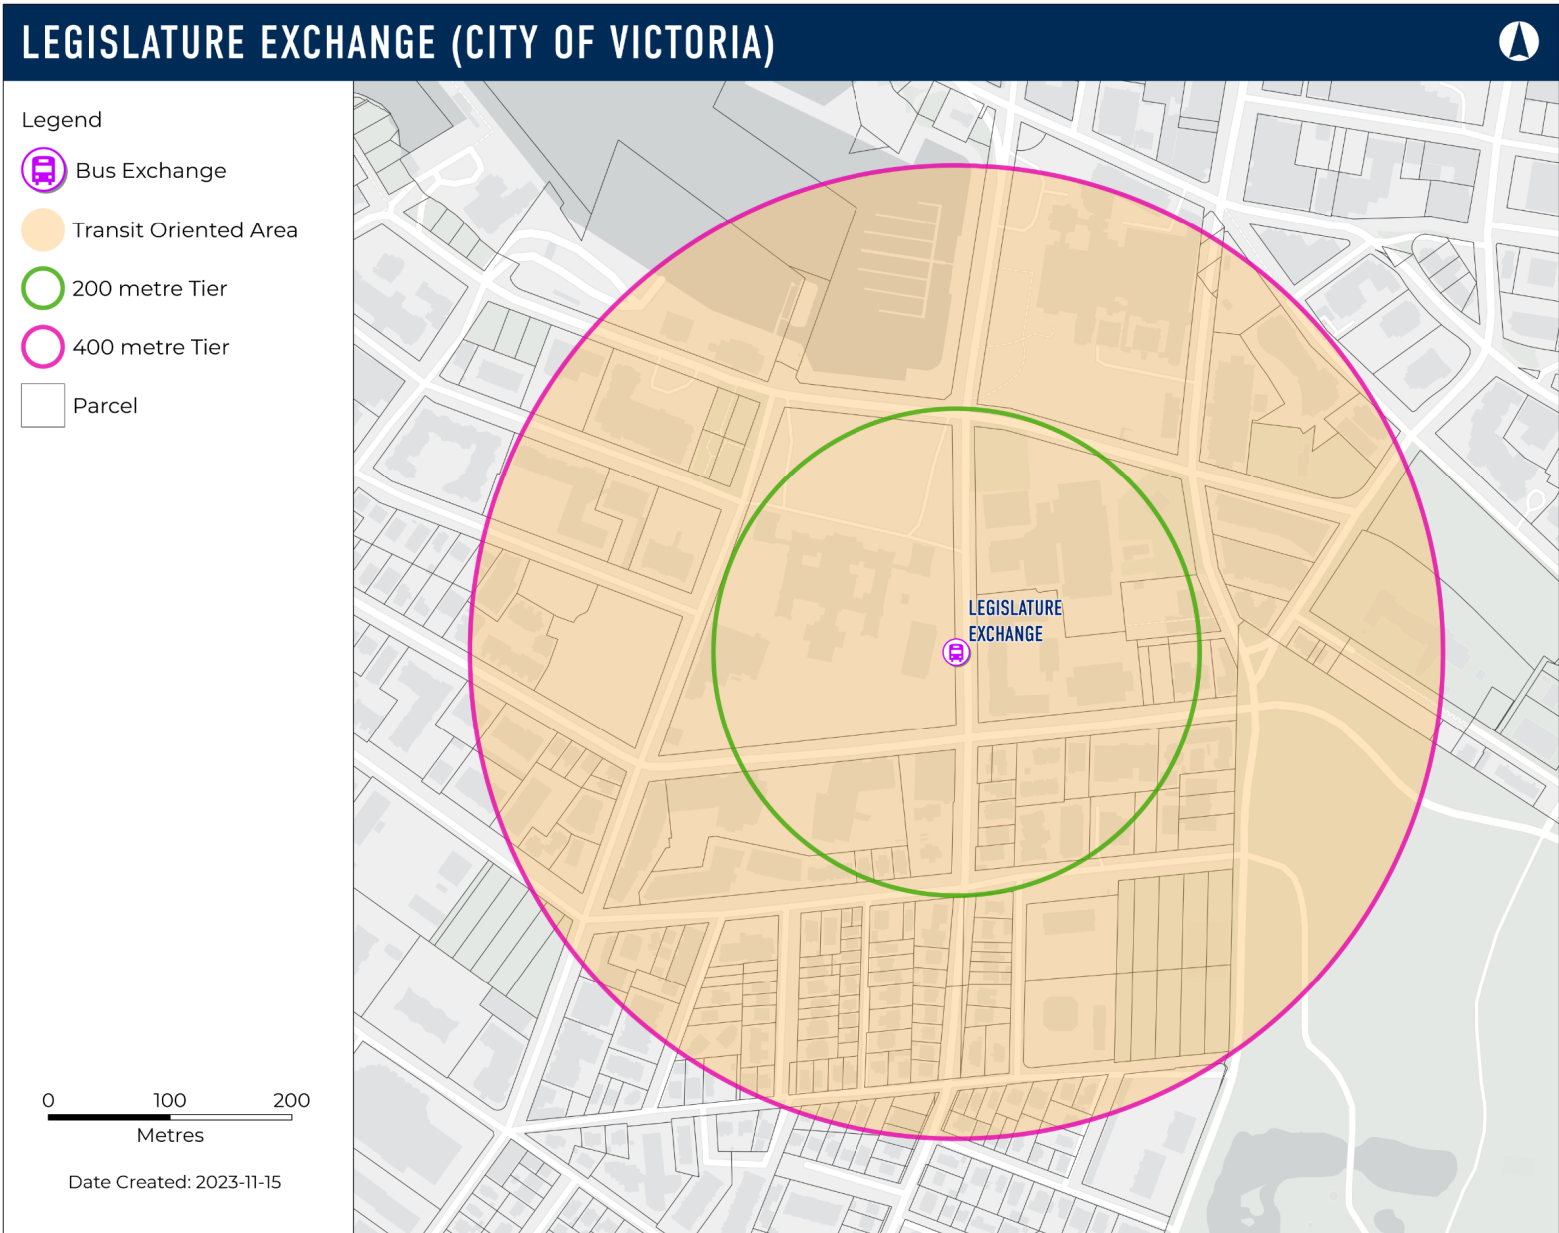 LEGISLATURE EXCHANGE (CITY OF VICTORIA)
Legend
Bus Exchange
Transit Oriented Area
200 metre Tier
400 metre Tier
Parcel
LEGISLATURE
EXCHANGE
0 100 200
Metres
Date Created: 2023-11-15